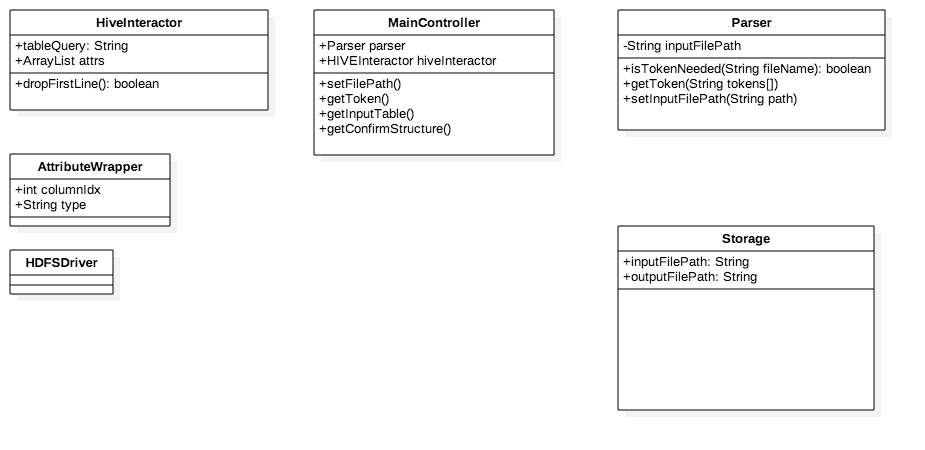 HiveInteractor
+tableQuery: String
+ArrayList attrs
+dropFirstLine(): boolean
MainController
+Parser parser
+HIVEInteractor hiveInteractor
+setFilePath()
+getToken()
+getInputTable()
+getConfirmStructure()
Parser
-String inputFilePath
+isTokenNeeded(String fileName): boolean
+getToken(String tokens[])
+setInputFilePath(String path)
AttributeWrapper
+int columnIdx
+String type
HDFSDriver
Storage
+inputFilePath: String
+outputFilePath: String